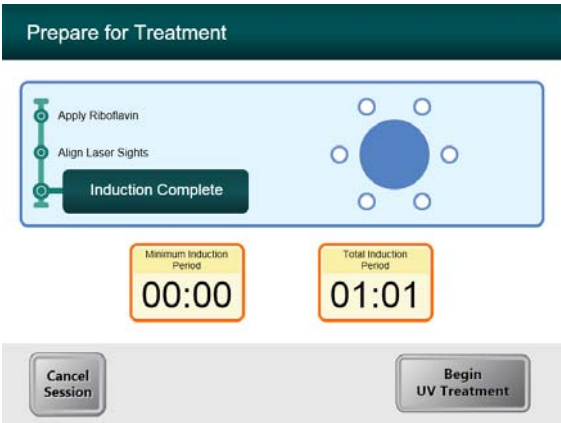 Prepare for Treatment
Apply Riboflavin
Align Laser Sights
Induction Complete
Minimum Induction
Period
00:00
Total Induction
Period
01:01
Cancel
Session
Begin
UV Treatment